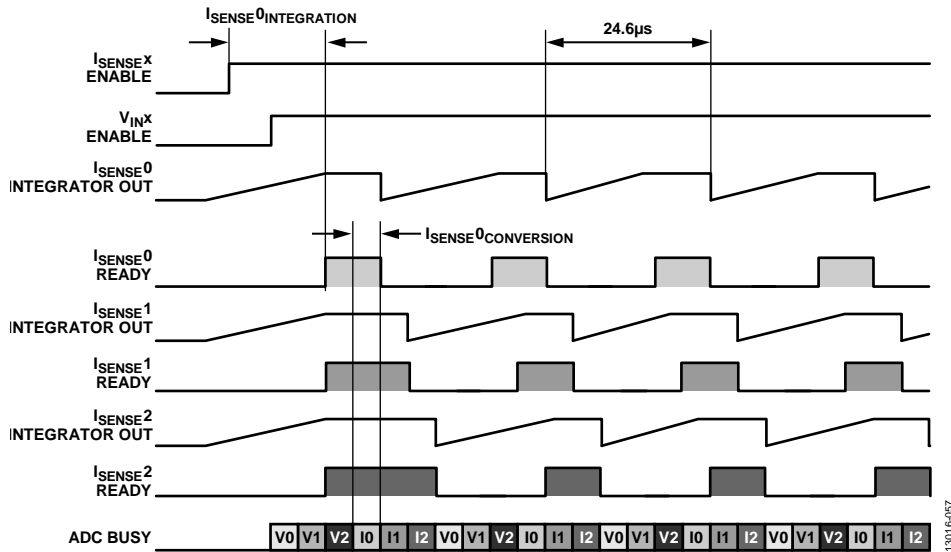 ISENSE0INTEGRATION
24.6µs
ISENSEx
ENABLE
VINx
ENABLE
ISENSE0
INTEGRATOR OUT
ISENSE0CONVERSION
ISENSE0
READY
ISENSE1
INTEGRATOR OUT
ISENSE1
READY
ISENSE2
INTEGRATOR OUT
ISENSE2
READY
ADC BUSY V0 V1 V2 I0 I1 I2 V0 V1 V2 I0 I1 I2 V0 V1 V2 I0 I1 I2 V0 V1 V2 I0 I1 I2
13016-057